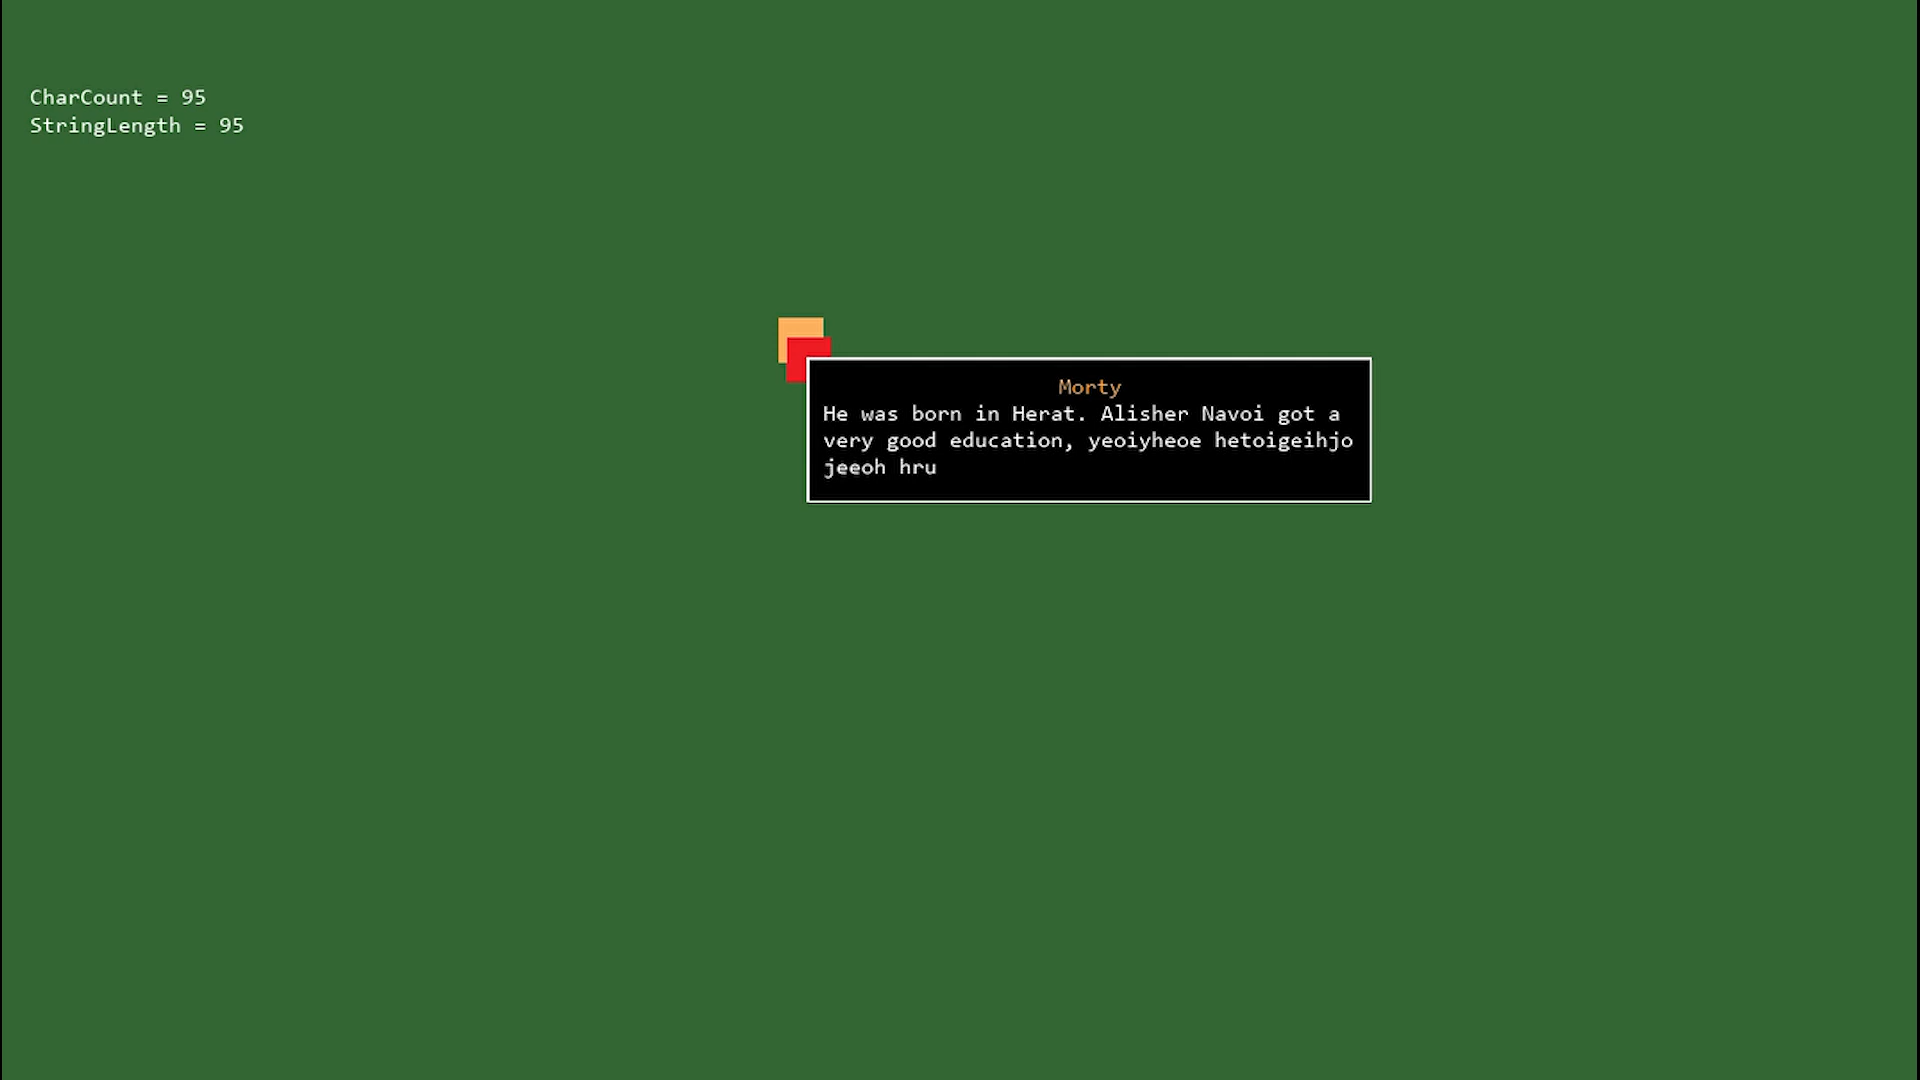 CharCount = 95
StringLength = 95
Morty
He was born in Herat. Alisher Navoi got a
very good education, yeoiyheoe hetoigeihjo
jeeoh hru